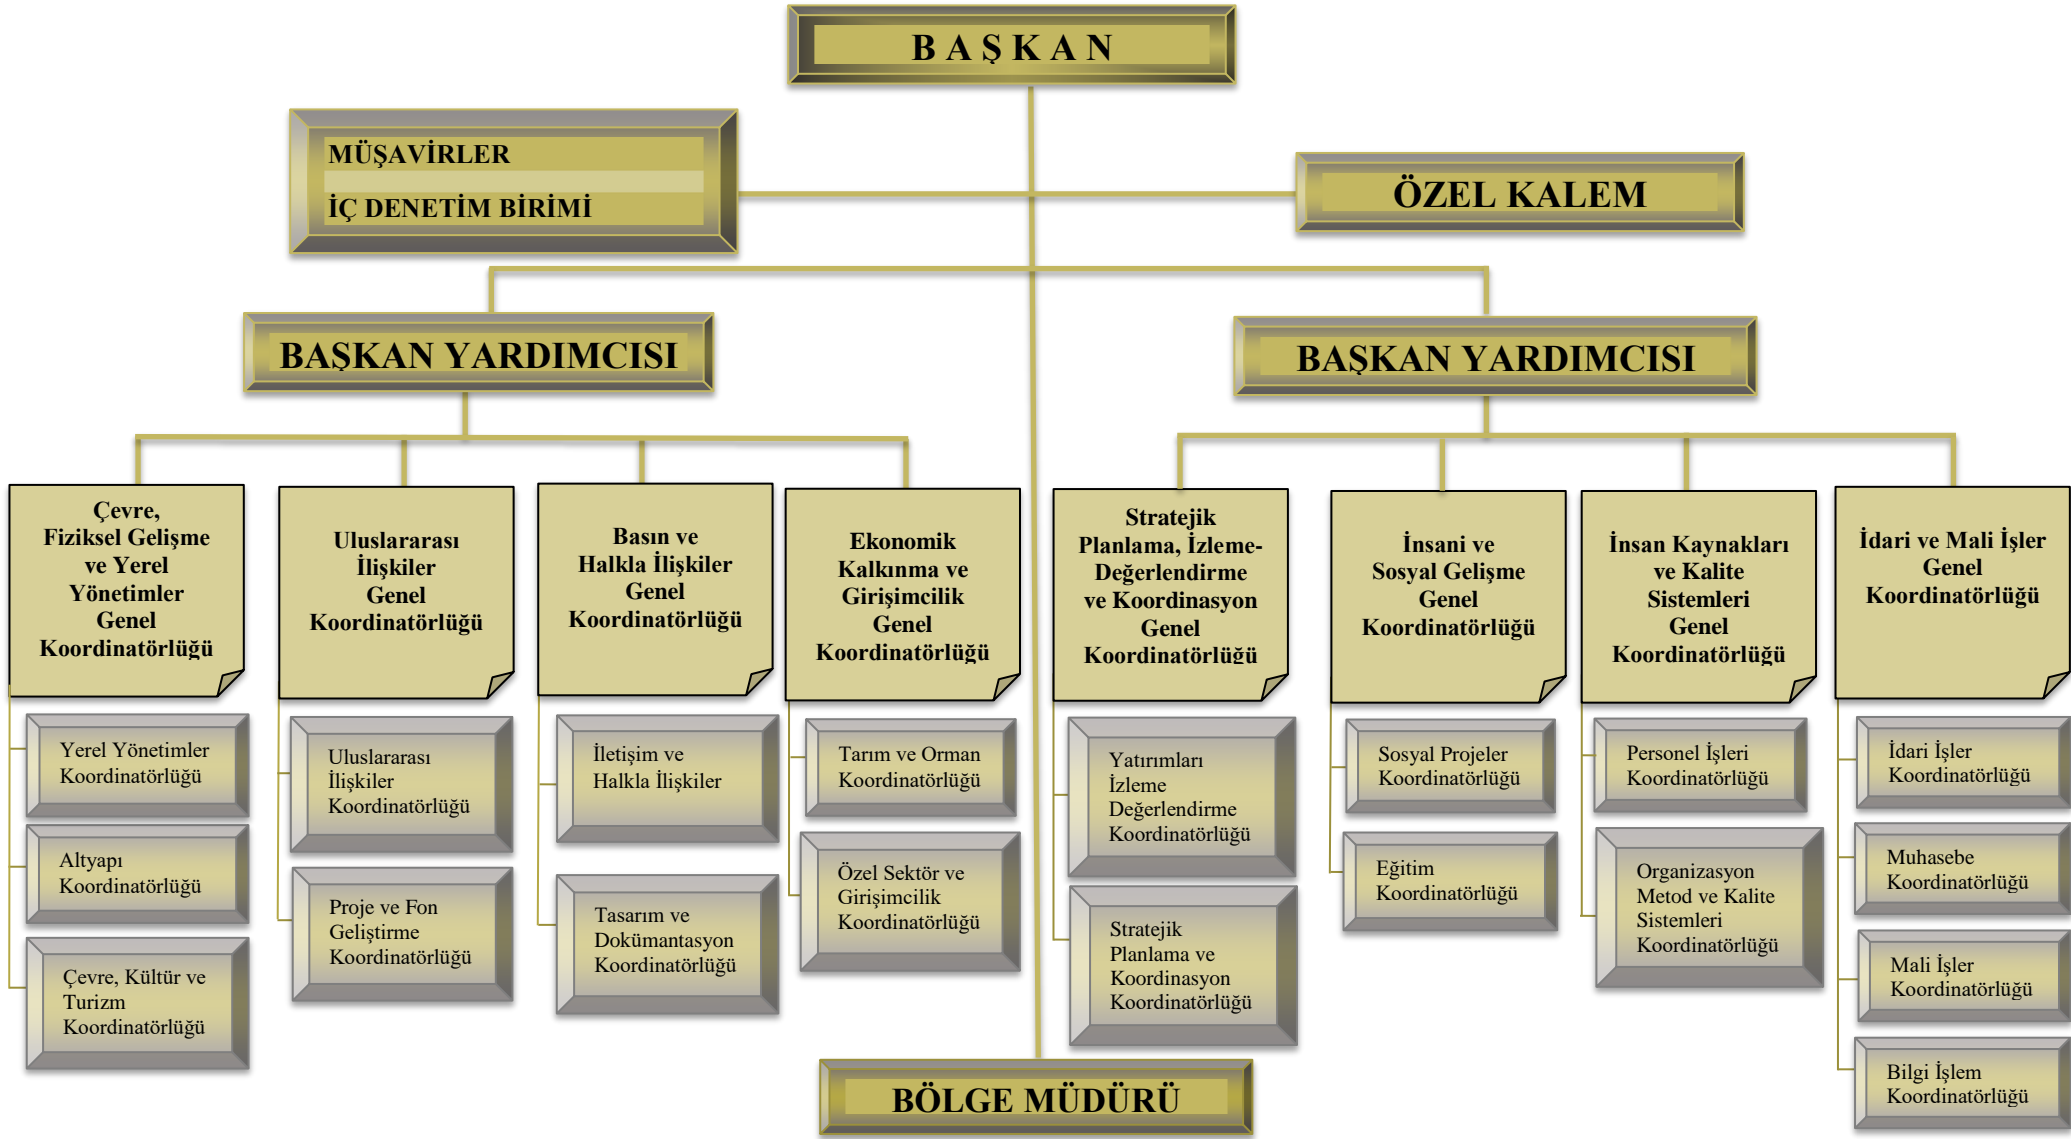 B A Ş K A N
MÜŞAVİRLER
İÇ DENETİM BİRİMİ
ÖZEL KALEM
BAŞKAN YARDIMCISI
BAŞKAN YARDIMCISI
Çevre,
Fiziksel Gelişme
ve Yerel
Yönetimler
Genel
Koordinatörlüğü
Uluslararası
İlişkiler
Genel
Koordinatörlüğü
Basın ve
Halkla İlişkiler
Genel
Koordinatörlüğü
Ekonomik
Kalkınma ve
Girişimcilik
Genel
Koordinatörlüğü
Stratejik
Planlama, İzleme-
Değerlendirme
ve Koordinasyon
Genel
Koordinatörlüğü
İnsani ve
Sosyal Gelişme
Genel
Koordinatörlüğü
İnsan Kaynakları
ve Kalite
Sistemleri
Genel
Koordinatörlüğü
İdari ve Mali İşler
Genel
Koordinatörlüğü
Yerel Yönetimler
Koordinatörlüğü
Altyapı
Koordinatörlüğü
Çevre, Kültür ve
Turizm
Koordinatörlüğü
Uluslararası
İlişkiler
Koordinatörlüğü
Proje ve Fon
Geliştirme
Koordinatörlüğü
İletişim ve
Halkla İlişkiler
Tasarım ve
Dokümantasyon
Koordinatörlüğü
Tarım ve Orman
Koordinatörlüğü
Özel Sektör ve
Girişimcilik
Koordinatörlüğü
Yatırımları
İzleme
Değerlendirme
Koordinatörlüğü
Stratejik
Planlama ve
Koordinasyon
Koordinatörlüğü
Sosyal Projeler
Koordinatörlüğü
Eğitim
Koordinatörlüğü
Personel İşleri
Koordinatörlüğü
Organizasyon
Metod ve Kalite
Sistemleri
Koordinatörlüğü
İdari İşler
Koordinatörlüğü
Muhasebe
Koordinatörlüğü
Mali İşler
Koordinatörlüğü
Bilgi İşlem
Koordinatörlüğü
BÖLGE MÜDÜRÜ